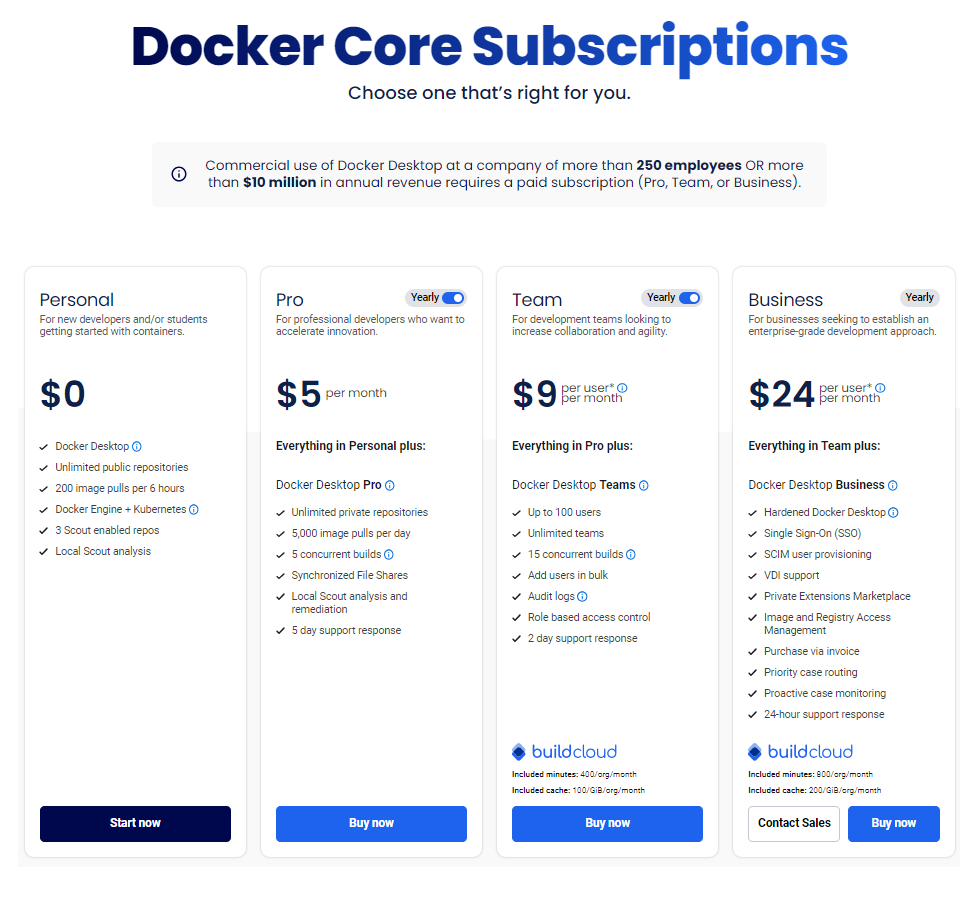 Docker Core Subscriptions
Choose one that's right for you.
Commercial use of Docker Desktop at a company of more than 250 employees OR more
than $10 million in annual revenue requires a paid subscription (Pro, Team, or Business).
Personal
For new developers and/or students
getting started with containers.
$0
Docker Desktop
Unlimited public repositories
200 image pulls per 6 hours
Docker Engine + Kubernetes
3 Scout enabled repos
Local Scout analysis
Start now
Pro
Yearly
For professional developers who want to
accelerate innovation.
$5 per month
Everything in Personal plus:
Docker Desktop Pro
Unlimited private repositories
5,000 image pulls per day
5 concurrent builds
Synchronized File Shares
Local Scout analysis and
remediation
5 day support response
Buy now
Team
Yearly
For development teams looking to
increase collaboration and agility.
$9 per user*
per month
Everything in Pro plus:
Docker Desktop Teams
Up to 100 users
Unlimited teams
15 concurrent builds
Add users in bulk
Audit logs
Role based access control
2 day support response
buildcloud
Included minutes: 400/org/month
Included cache: 100/GiB/org/month
Buy now
Business
Yearly
For businesses seeking to establish an
enterprise-grade development approach.
$24 per user*
per month
Everything in Team plus:
Docker Desktop Business
Hardened Docker Desktop
Single Sign-On (SSO)
SCIM user provisioning
VDI support
Private Extensions Marketplace
Image and Registry Access
Management
Purchase via invoice
Priority case routing
Proactive case monitoring
24-hour support response
buildcloud
Included minutes: 800/org/month
Included cache: 200/GiB/org/month
Contact Sales
Buy now